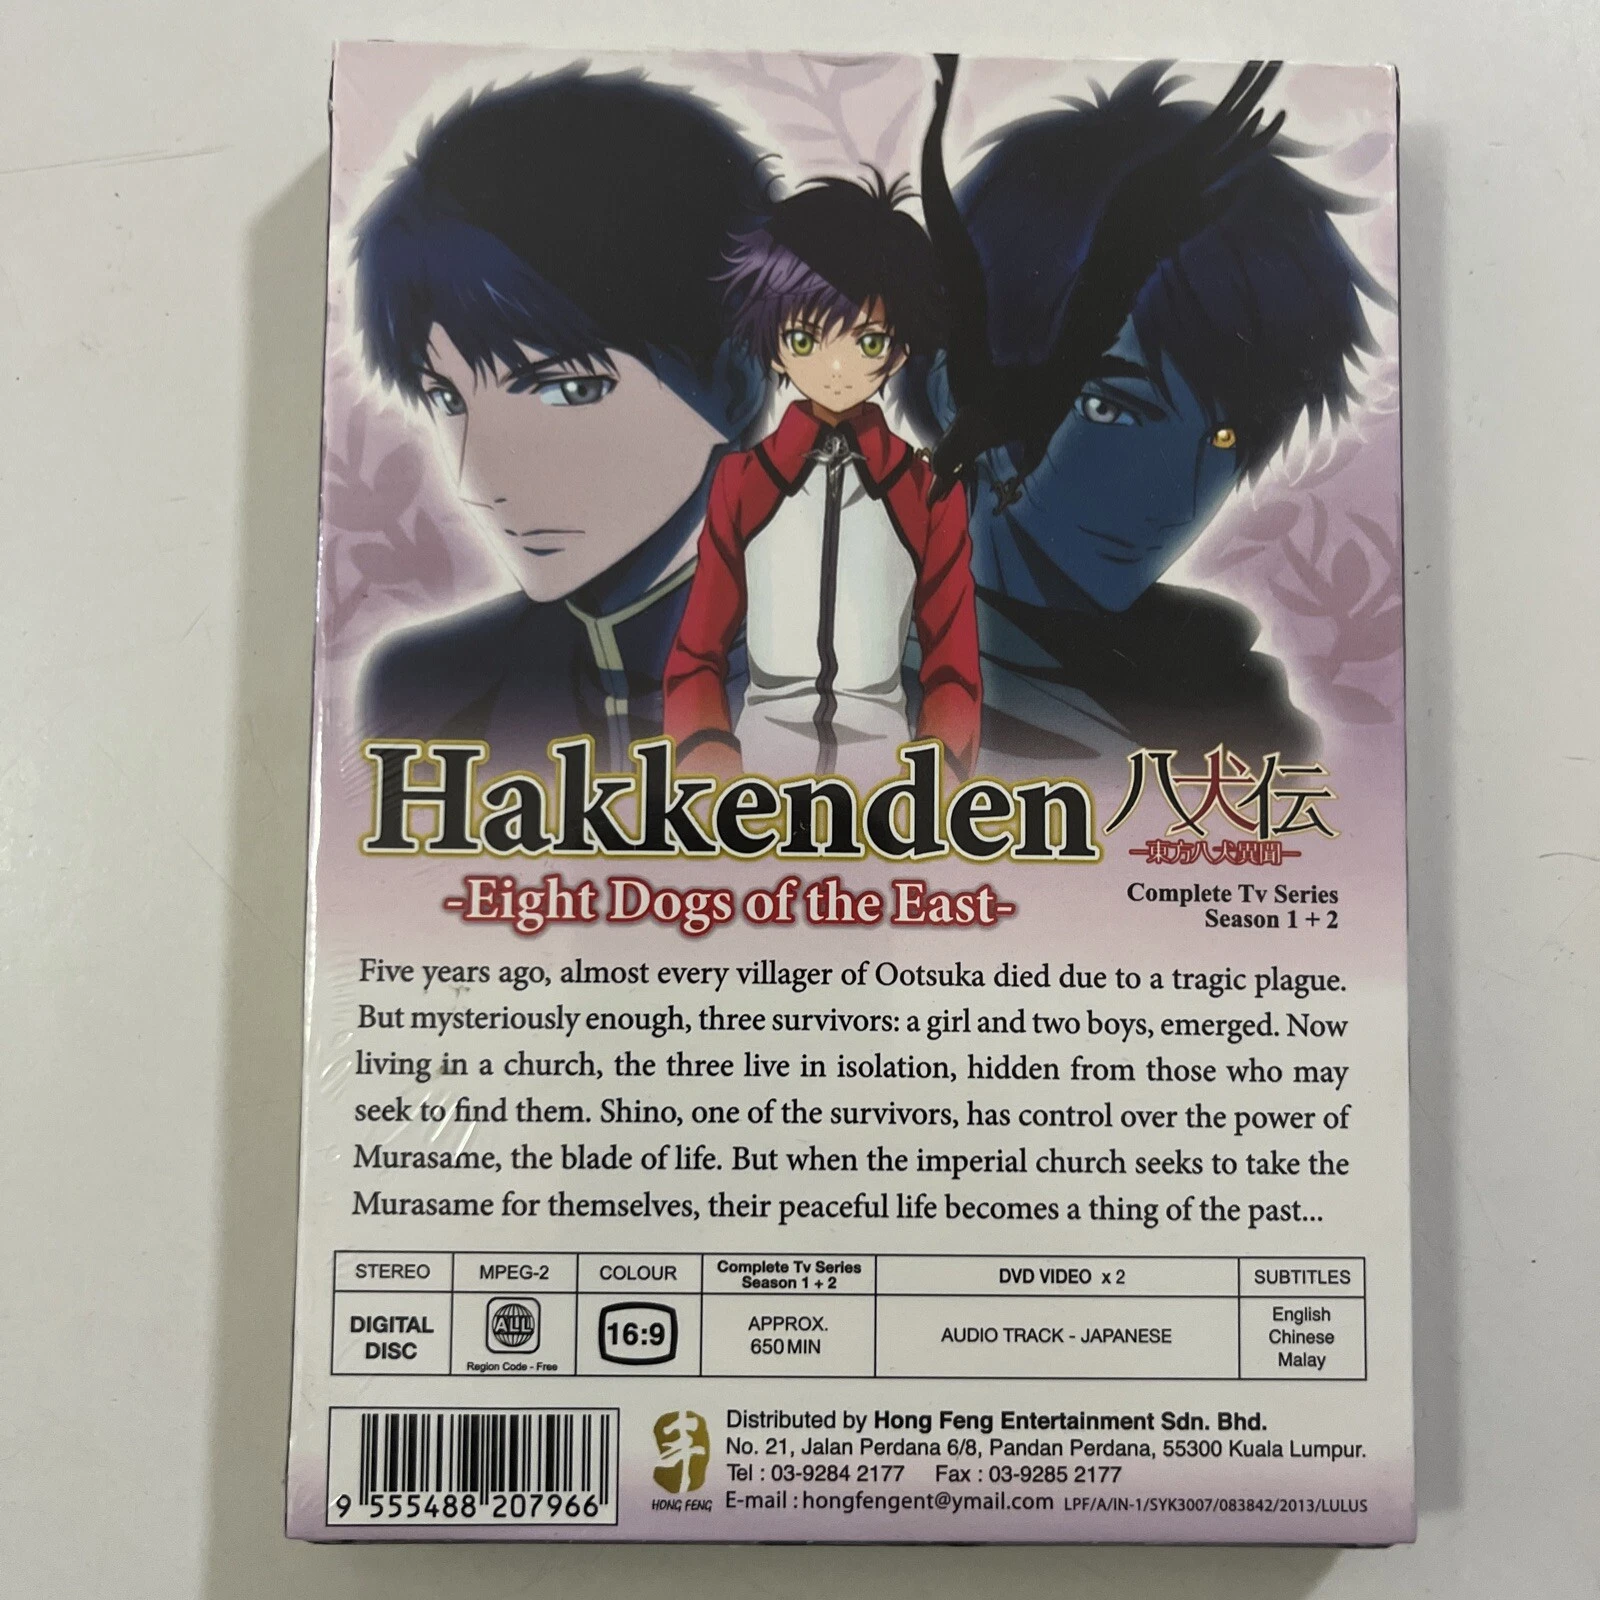 Hakkenden
八犬伝
—東方八犬異聞—
-Eight Dogs of the East-
Complete Tv Series
Season 1 + 2
Five years ago, almost every villager of Ootsuka died due to a tragic plague.
But mysteriously enough, three survivors: a girl and two boys, emerged. Now
living in a church, the three live in isolation, hidden from those who may
seek to find them. Shino, one of the survivors, has control over the power of
Murasame, the blade of life. But when the imperial church seeks to take the
Murasame for themselves, their peaceful life becomes a thing of the past...
STEREO
MPEG-2
COLOUR
Complete Tv Series
Season 1 + 2
DVD VIDEO x 2
SUBTITLES
DIGITAL
DISC
ALL
Region Code - Free
16:9
APPROX.
650 MIN
AUDIO TRACK - JAPANESE
English
Chinese
Malay
9 555488 207966
HONG FENG
Distributed by Hong Feng Entertainment Sdn. Bhd.
No. 21, Jalan Perdana 6/8, Pandan Perdana, 55300 Kuala Lumpur.
Tel : 03-9284 2177 Fax : 03-9285 2177
E-mail : hongfengent@ymail.com LPF/A/IN-1/SYK3007/083842/2013/LULUS